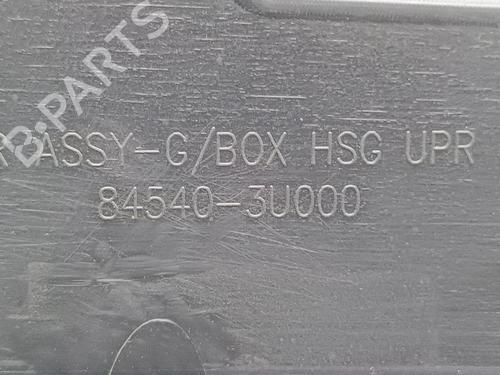 B-PARTS
R ASSY-G/BOX HSG UPR
84540-3U000